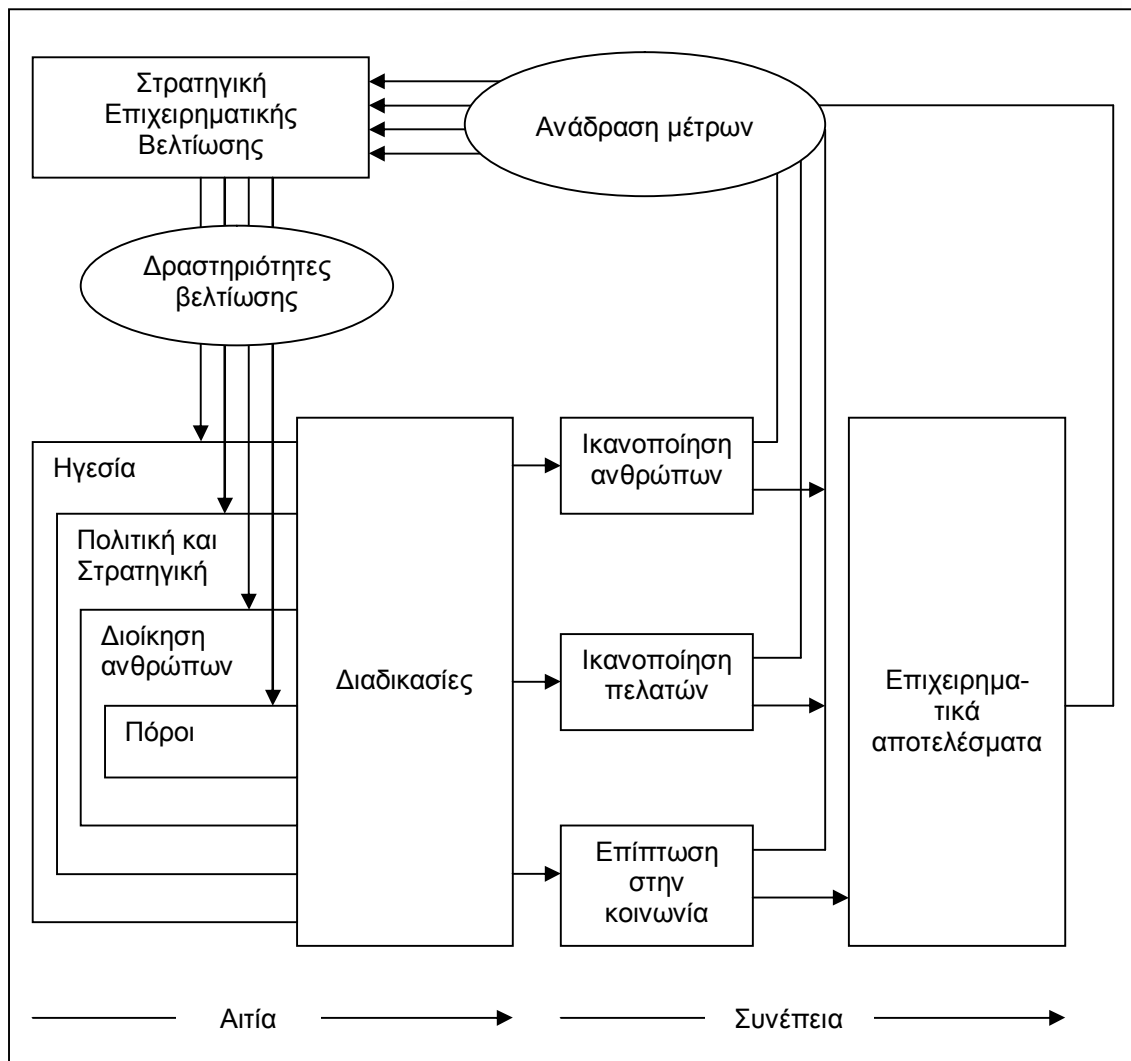 Στρατηγική
Επιχειρηματικής
Βελτίωσης
Ανάδραση μέτρων
Δραστηριότητες
βελτίωσης
Ηγεσία
Πολιτική και
Στρατηγική
Διοίκηση
ανθρώπων
Πόροι
Διαδικασίες
Ικανοποίηση
ανθρώπων
Ικανοποίηση
πελατών
Επίπτωση
στην
κοινωνία
Επιχειρημα-
τικά
αποτελέσματα
Αιτία
Συνέπεια